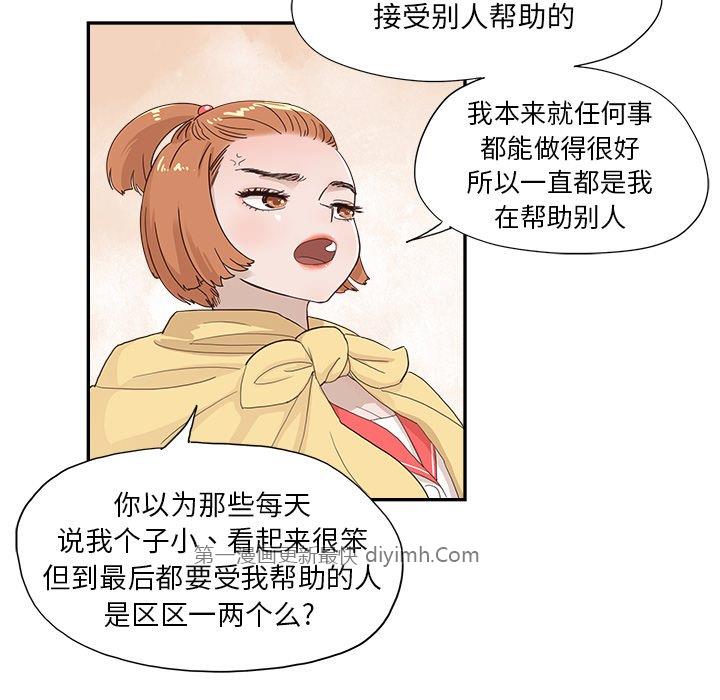 接受别人帮助的
我本来就任何事
都能做得很好
所以一直都是我
在帮助别人
你以为那些每天
说我个子小、看起来很笨
第一漫画更新最快 diyimh.Com
但到最后都要受我帮助的人
是区区一两个么?